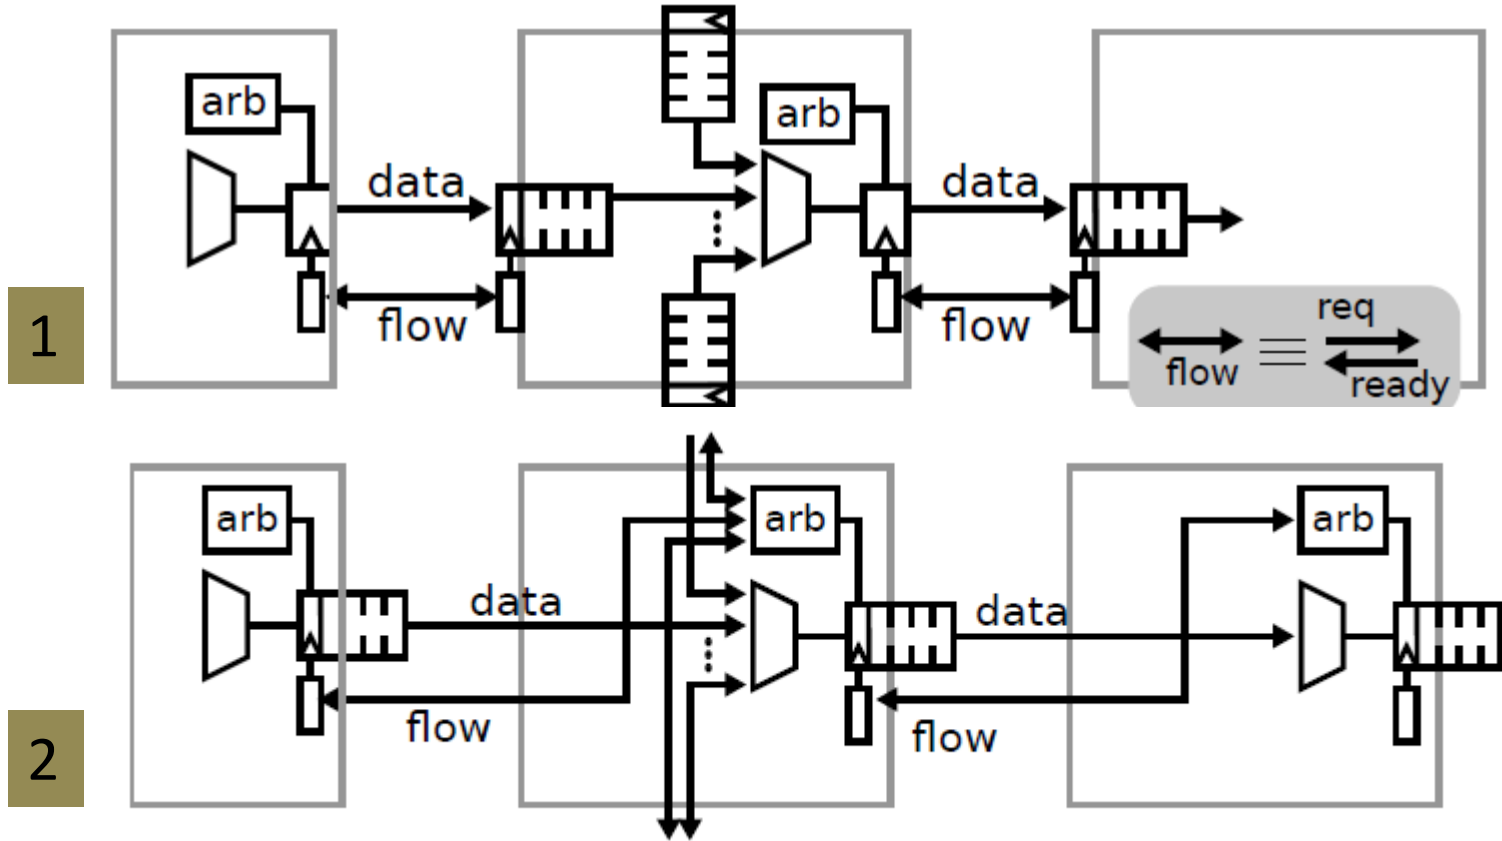 arb
data
arb
data
flow
flow
1
req
flow
ready
arb
arb
arb
data
data
flow
flow
2